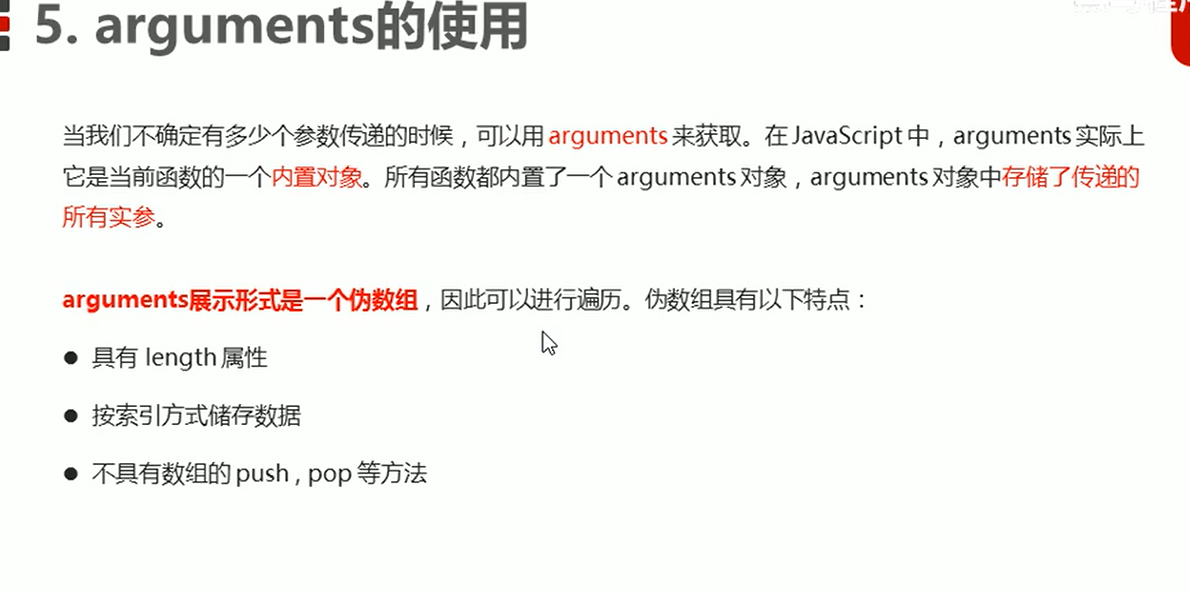 5. arguments的使用
当我们不确定有多少个参数传递的时候，可以用 arguments 来获取。在 JavaScript 中，arguments 实际上
它是当前函数的一个内置对象。所有函数都内置了一个 arguments 对象，arguments 对象中存储了传递的
所有实参。
arguments展示形式是一个伪数组，因此可以进行遍历。伪数组具有以下特点：
● 具有 length 属性
● 按索引方式储存数据
● 不具有数组的 push , pop 等方法